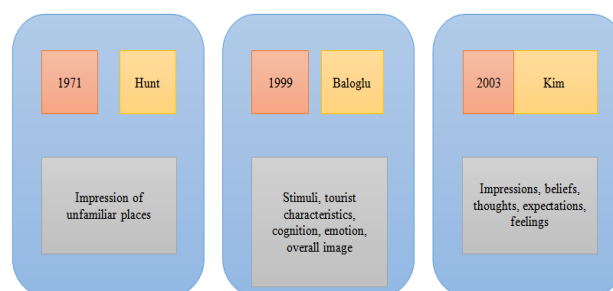 1971
Hunt
Impression of
unfamiliar places
1999
Baloglu
Stimuli, tourist
characteristics,
cognition, emotion,
overall image
2003
Kim
Impressions, beliefs,
thoughts, expectations,
feelings